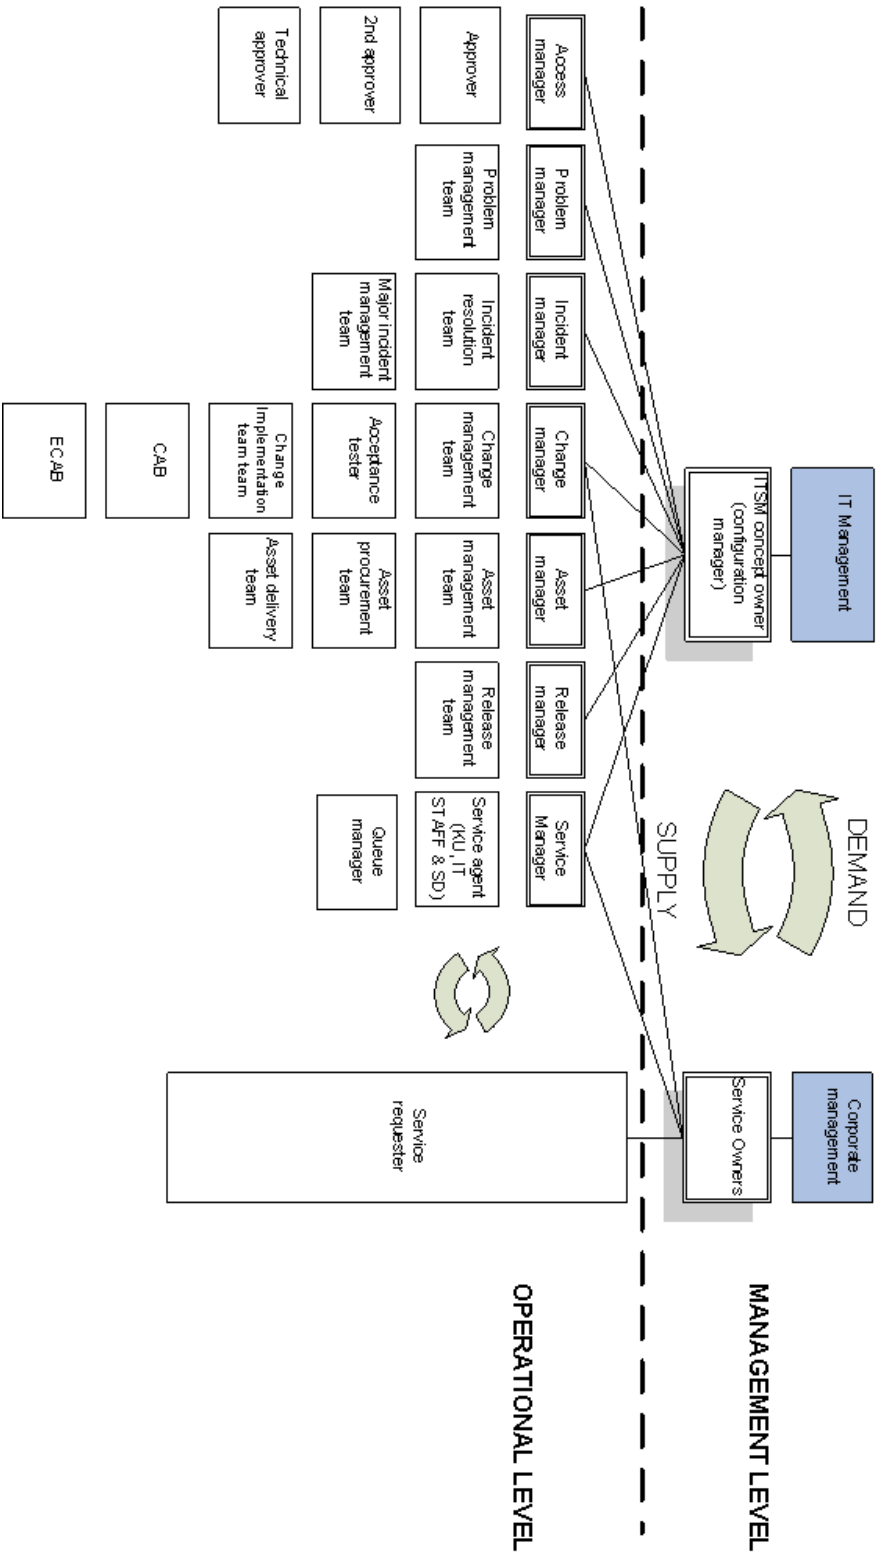 IT Management
Corporate
management
DEMAND
SUPPLY
MANAGEMENT LEVEL
ITSM concept owner
(configuration
manager)
Service Owners
OPERATIONAL LEVEL
Access
manager
Problem
manager
Incident
manager
Change
manager
Asset
manager
Release
manager
Service
Manager
Approver
Problem
management
team
Incident
resolution
team
Change
management
team
Asset
management
team
Release
management
team
Service agent
(KU, IT
STAFF & SD)
Service
requester
2nd approver
Major incident
management
team
Acceptance
tester
Asset
procurement
team
Queue
manager
Technical
approver
Change
Implementation
team team
Asset delivery
team
CAB
ECAB